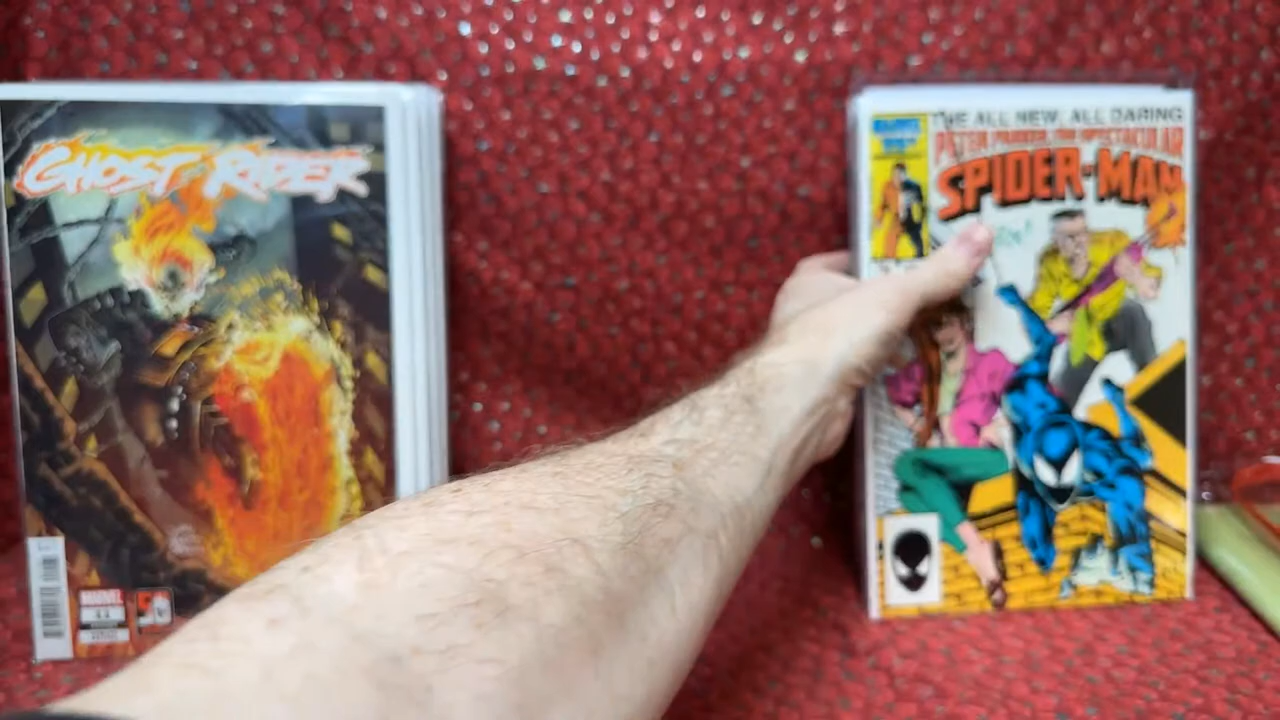 GHOST RIDER
MARVEL
THE ALL NEW, ALL DARING
PETER PARKER, THE SPECTACULAR
SPIDER-MAN